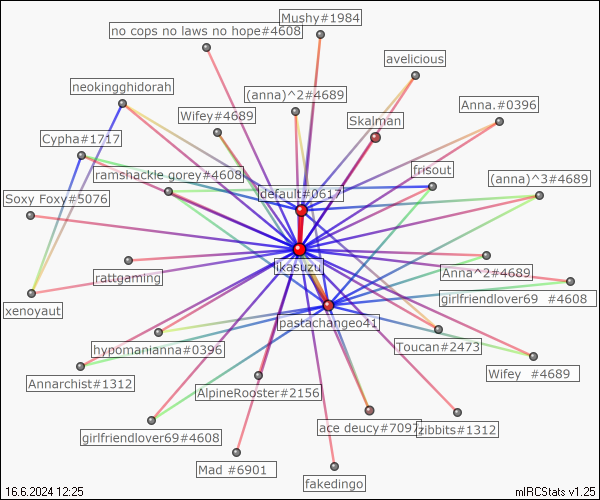 Mushy#1984
no cops no laws no hope#4608
avelicious
neokingghidorah
(anna)^2#4689
Anna.#0396
Wifey#4689
Skalman
Cypha#1717
frisout
ramshackle gorey#4608
(anna)^3#4689
default#0617
Soxy Foxy#5076
ikasuzu
Anna^2#4689
rattgaming
girlfriendlover69 #4608
xenoyaut
pastachangeo41
hypomanianna#0396
Toucan#2473
Wifey #4689
Annarchist#1312
AlpineRooster#2156
ace deucy#7097
zibbits#1312
girlfriendlover69#4608
Mad #6901
fakedingo
16.6.2024 12:25
mIRCStats v1.25